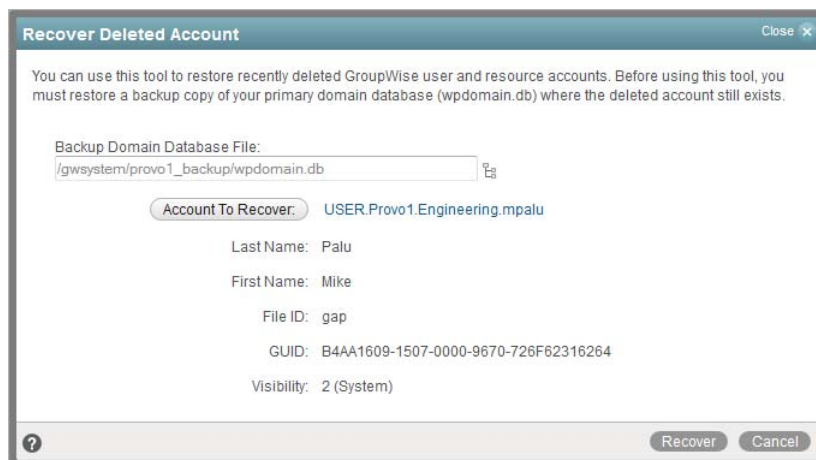 Recover Deleted Account
Close
You can use this tool to restore recently deleted GroupWise user and resource accounts. Before using this tool, you
must restore a backup copy of your primary domain database (wpdomain.db) where the deleted account still exists.
Backup Domain Database File:
/gwsystem/provo1_backup/wpdomain.db
Account To Recover: USER.Provo1.Engineering.mpalu
Last Name: Palu
First Name: Mike
File ID: gap
GUID: B4AA1609-1507-0000-9670-726F62316264
Visibility: 2 (System)
Recover Cancel